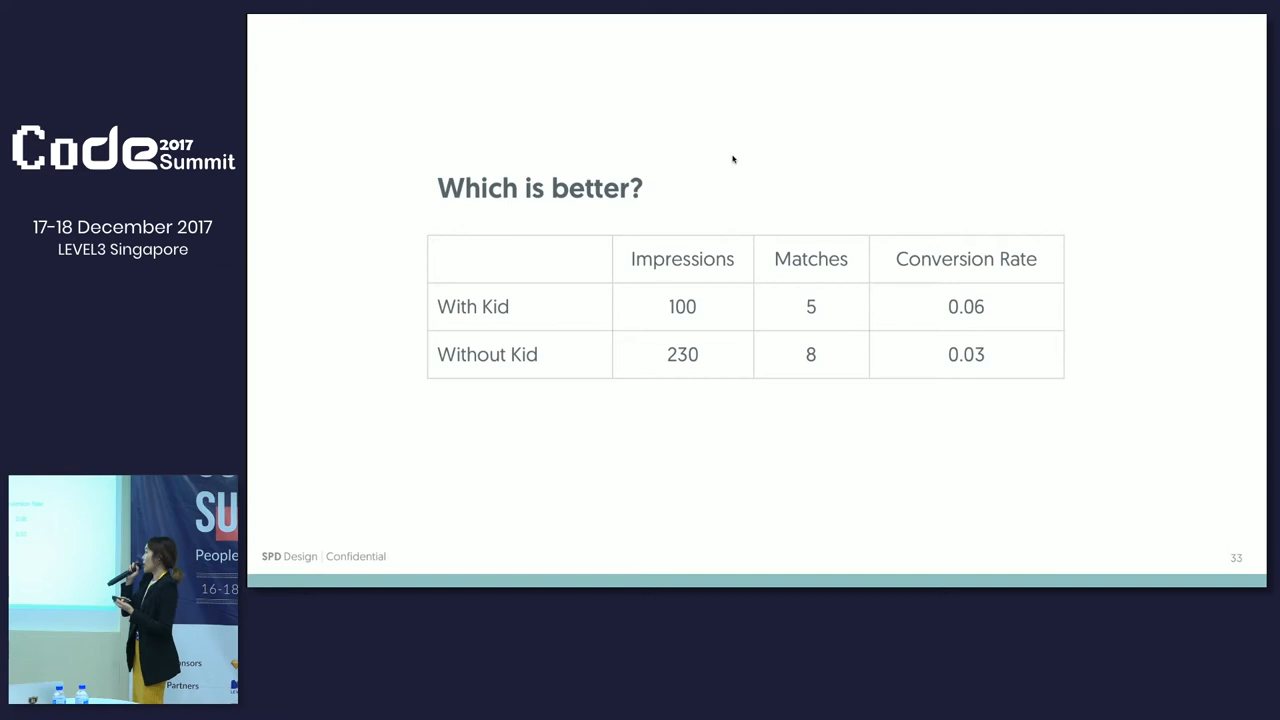 Code 2017 Summit
17-18 December 2017
LEVEL3 Singapore
Which is better?
Impressions Matches Conversion Rate
With Kid 100 5 0.06
Without Kid 230 8 0.03
SPD Design | Confidential
33
SU
People
16-18
Partners